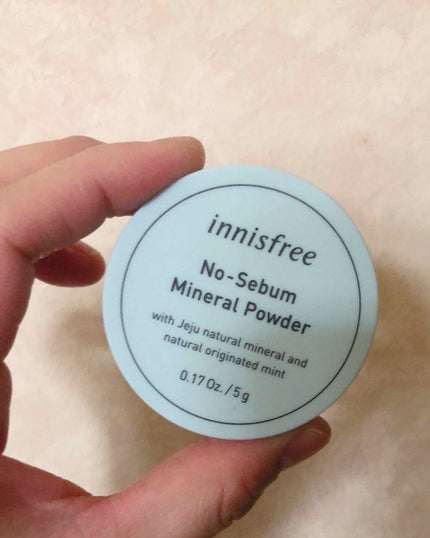 innisfree
No-Sebum
Mineral Powder
with Jeju natural mineral and
natural originated mint
0.17 Oz. / 5 g